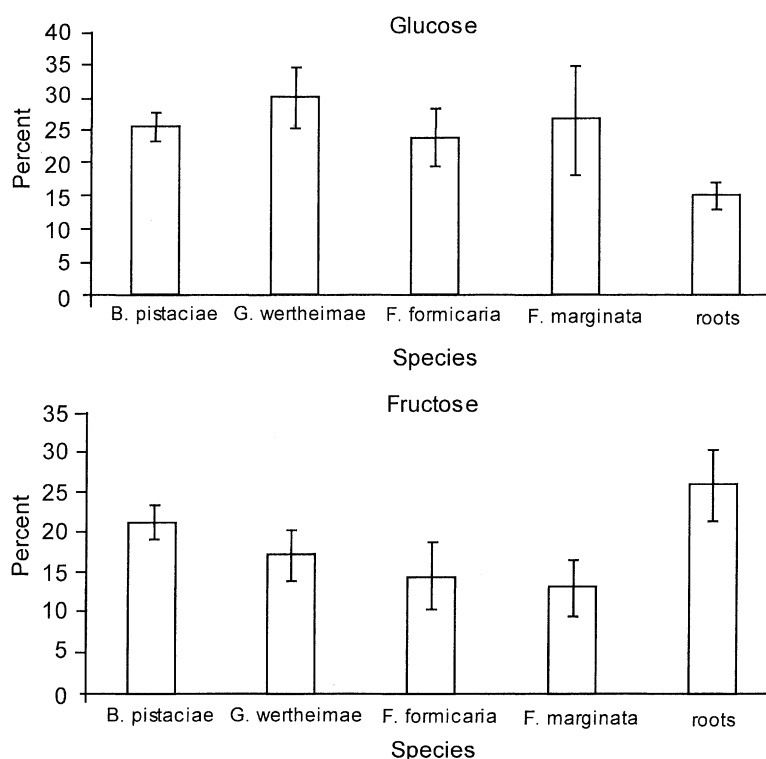 Glucose
Percent
40
35
30
25
20
15
10
5
0
B. pistaciae G. wertheimae F. formicaria F. marginata roots
Species
Fructose
Percent
35
30
25
20
15
10
5
0
B. pistaciae G. wertheimae F. formicaria F. marginata roots
Species